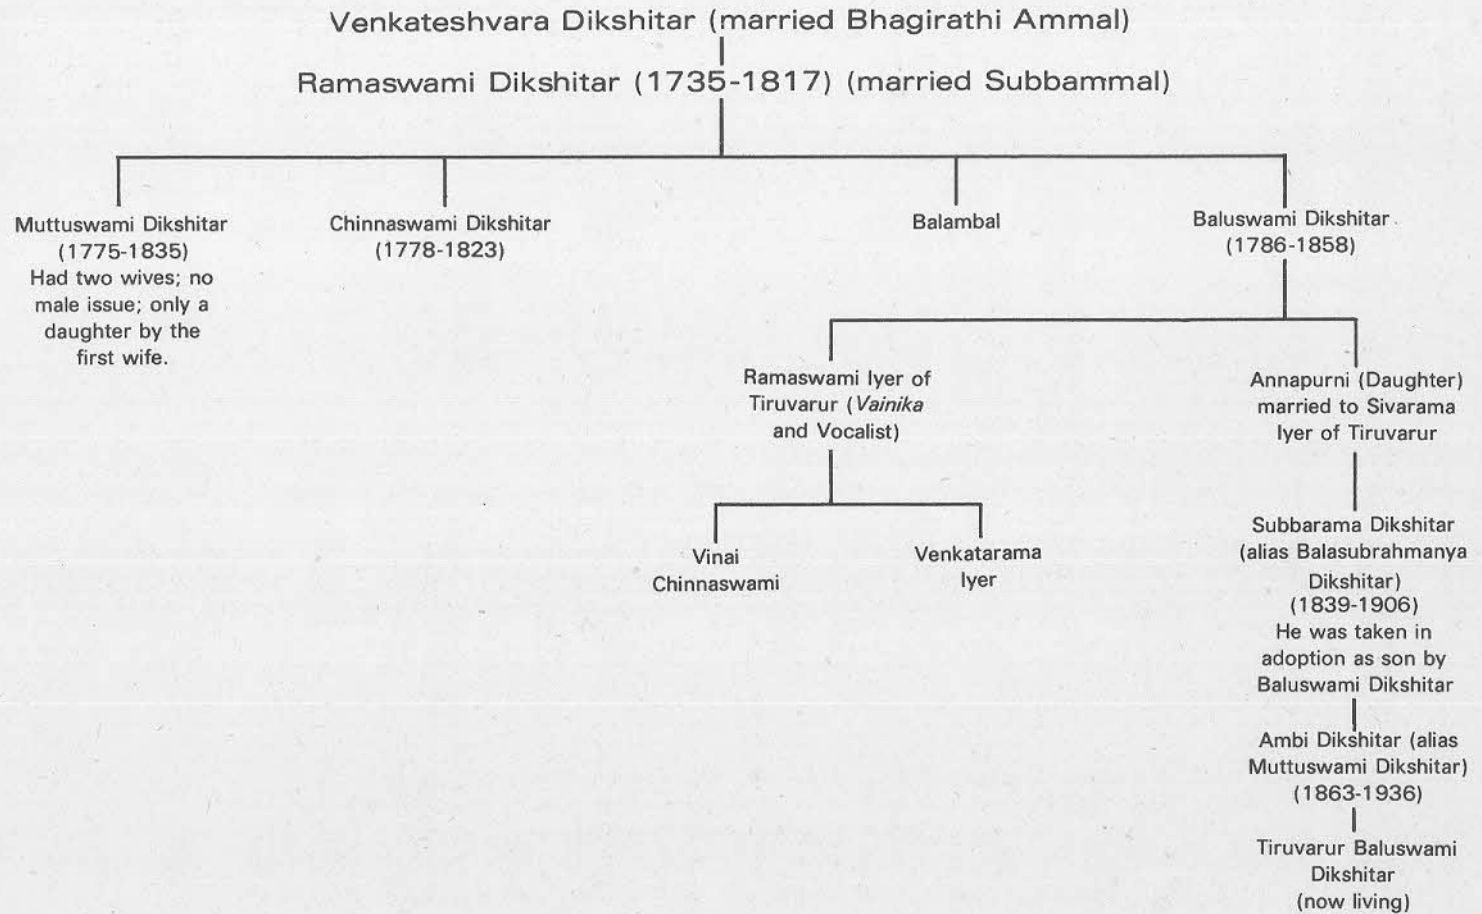 Venkateshvara Dikshitar (married Bhagirathi Ammal)
Ramaswami Dikshitar (1735-1817) (married Subbammal)
Muttuswami Dikshitar
(1775-1835)
Had two wives; no
male issue; only a
daughter by the
first wife.
Chinnaswami Dikshitar
(1778-1823)
Balambal
Baluswami Dikshitar
(1786-1858)
Ramaswami Iyer of
Tiruvarur (Vainika
and Vocalist)
Annapurni (Daughter)
married to Sivarama
Iyer of Tiruvarur
Vinai
Chinnaswami
Venkatarama
Iyer
Subbarama Dikshitar
(alias Balasubrahmanya
Dikshitar)
(1839-1906)
He was taken in
adoption as son by
Baluswami Dikshitar
Ambi Dikshitar (alias
Muttuswami Dikshitar)
(1863-1936)
Tiruvarur Baluswami
Dikshitar
(now living)